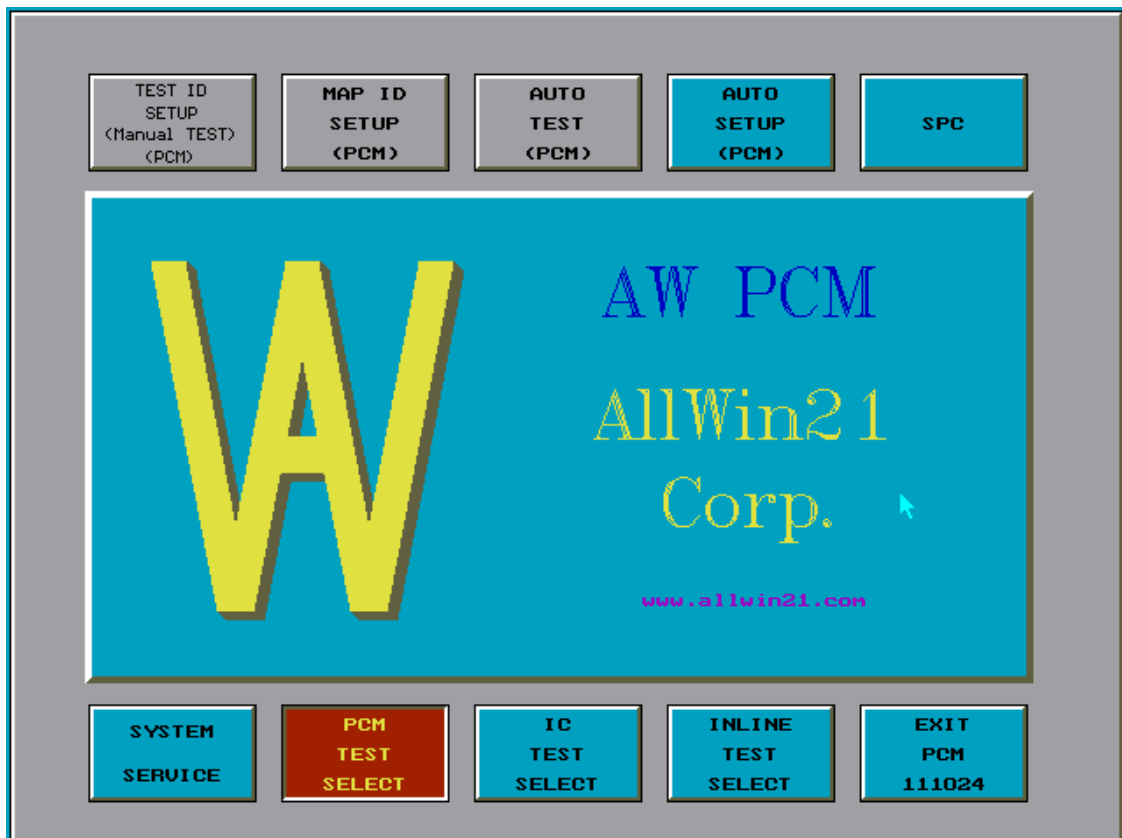 TEST ID
SETUP
(Manual TEST)
(PCM)
MAP ID
SETUP
(PCM)
AUTO
TEST
(PCM)
AUTO
SETUP
(PCM)
SPC
AW PCM
AllWin21
Corp.
www.allwin21.com
SYSTEM
SERVICE
PCM
TEST
SELECT
IC
TEST
SELECT
INLINE
TEST
SELECT
EXIT
PCM
111024